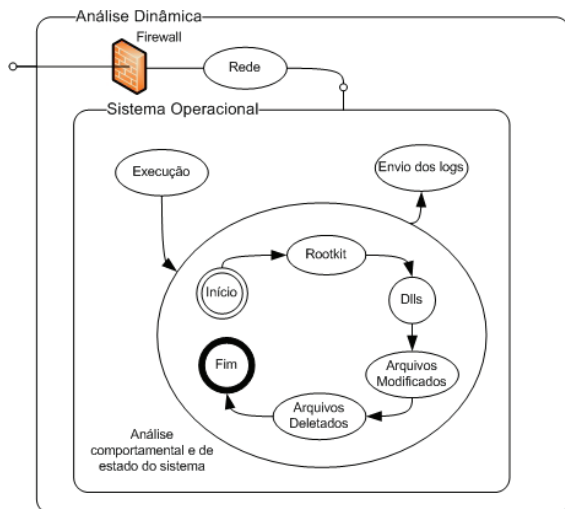 Análise Dinâmica
Firewall
Rede
Sistema Operacional
Execução
Envio dos logs
Rootkit
Início
Dlls
Fim
Arquivos
Modificados
Arquivos
Deletados
Análise
comportamental e de
estado do sistema